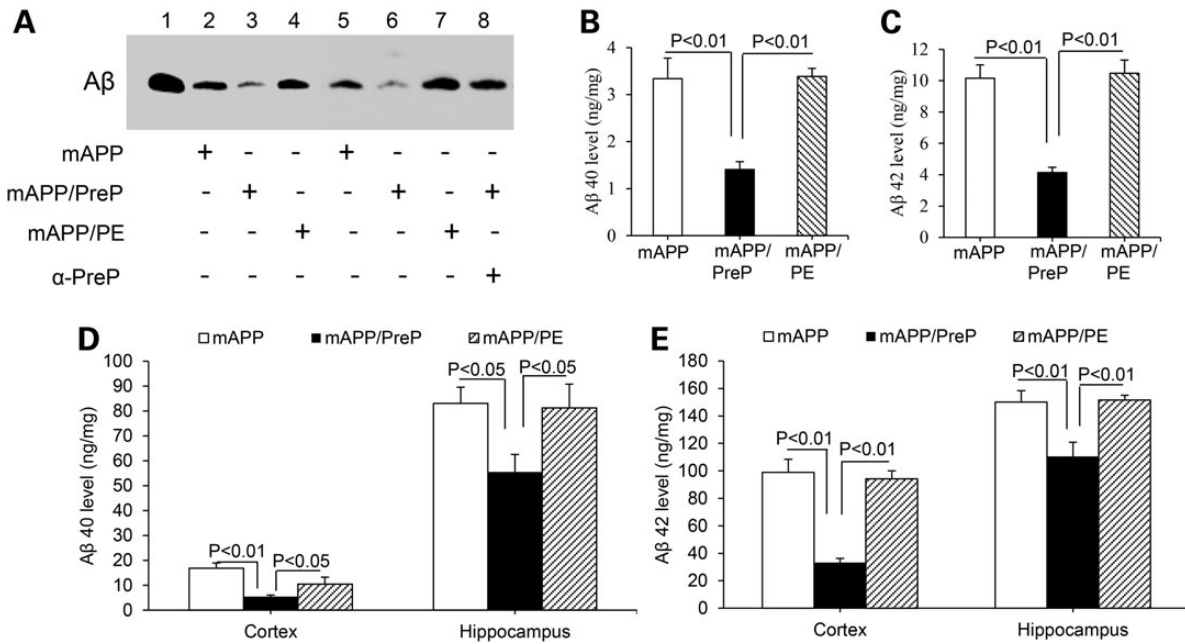 A
1 2 3 4 5 6 7 8
Aβ
mAPP + - - + - - -
mAPP/PreP - + - - + - +
mAPP/PE - - + - - + -
α-PreP - - - - - - +
B
P<0.01 P<0.01
Aβ 40 level (ng/mg)
4
3
2
1
0
mAPP mAPP/ mAPP/
PreP PE
C
P<0.01 P<0.01
Aβ 42 level (ng/mg)
12
10
8
6
4
2
0
mAPP mAPP/ mAPP/
PreP PE
D
mAPP mAPP/PreP mAPP/PE
Aβ 40 level (ng/mg)
100
90
80
70
60
50
40
30
20
10
0
P<0.01 P<0.05
P<0.05 P<0.05
Cortex Hippocampus
E
mAPP mAPP/PreP mAPP/PE
Aβ 42 level (ng/mg)
180
160
140
120
100
80
60
40
20
0
P<0.01 P<0.01
P<0.01 P<0.01
Cortex Hippocampus